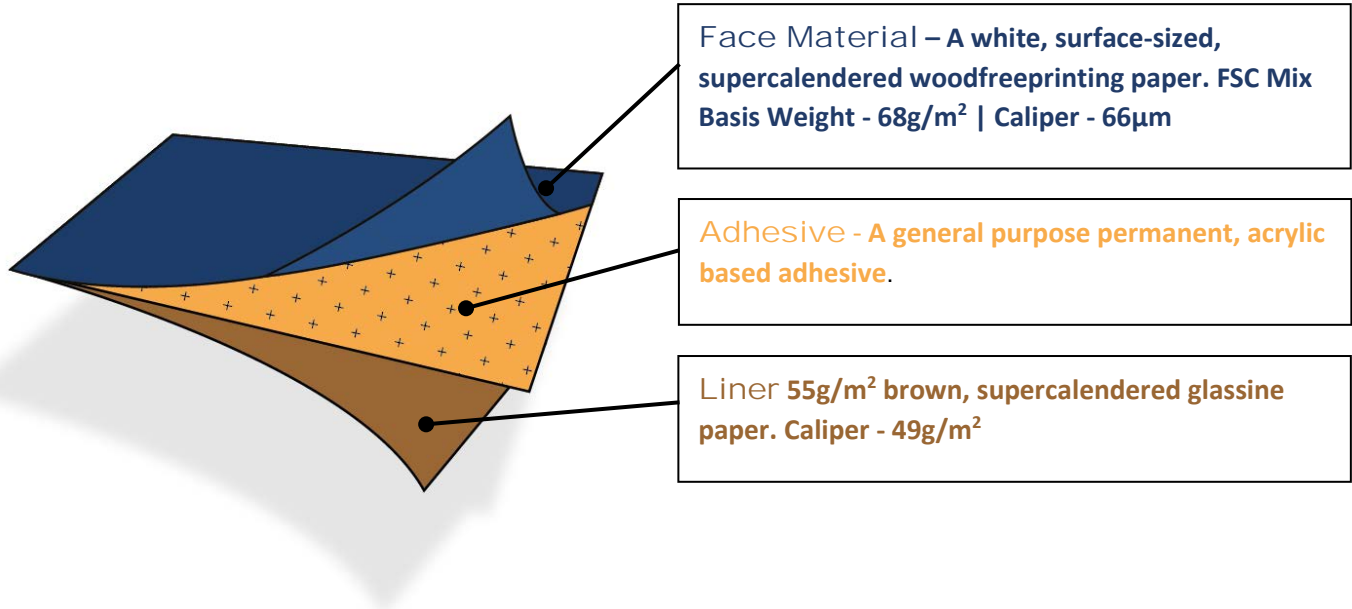 Face Material – A white, surface-sized,
supercalendered woodfreeprinting paper. FSC Mix
Basis Weight - 68g/m² | Caliper - 66µm
Adhesive - A general purpose permanent, acrylic
based adhesive.
Liner 55g/m² brown, supercalendered glassine
paper. Caliper - 49g/m²